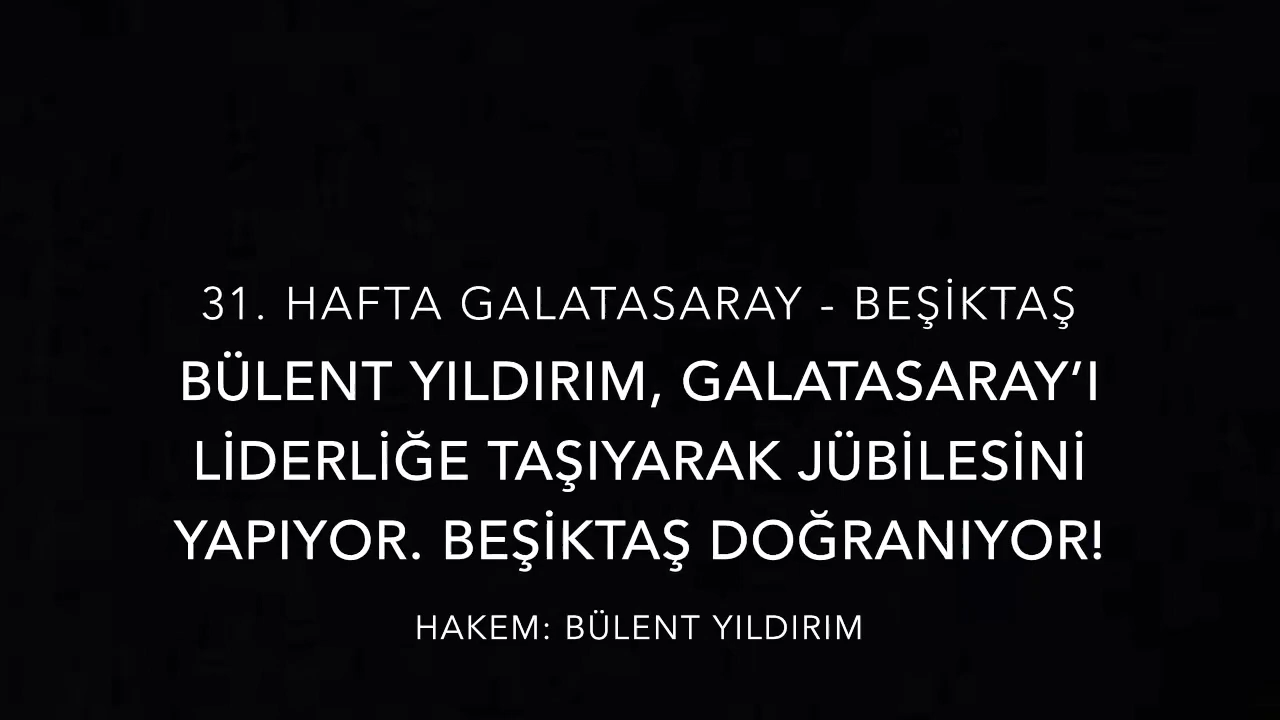 31. HAFTA GALATASARAY - BEŞİKTAŞ
BÜLENT YILDIRIM, GALATASARAY’I
LİDERLİĞE TAŞIYARAK JÜBİLESİNİ
YAPIYOR. BEŞİKTAŞ DOĞRANIYOR!
HAKEM: BÜLENT YILDIRIM